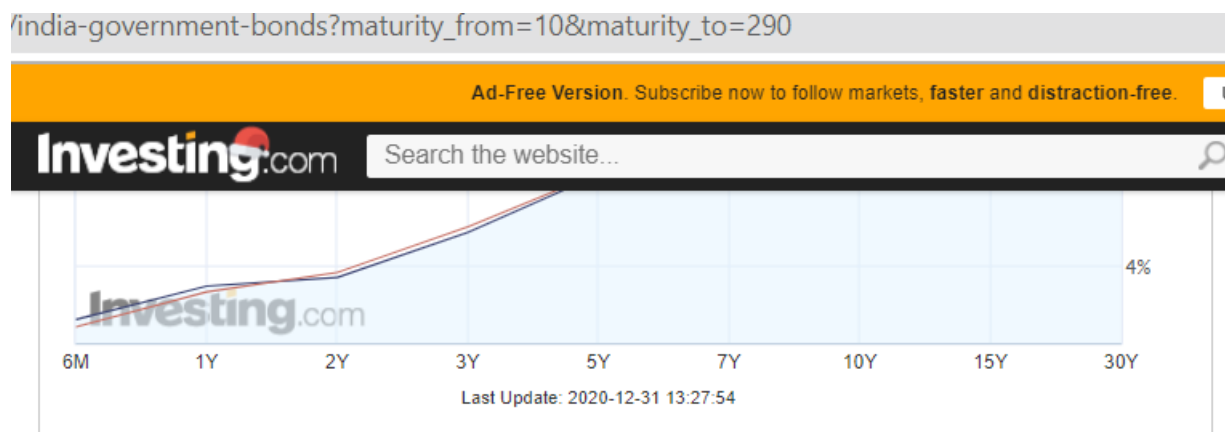 /india-government-bonds?maturity_from=10&maturity_to=290
Ad-Free Version. Subscribe now to follow markets, faster and distraction-free.
Investing.com
Search the website...
4%
Investing.com
6M 1Y 2Y 3Y 5Y 7Y 10Y 15Y 30Y
Last Update: 2020-12-31 13:27:54